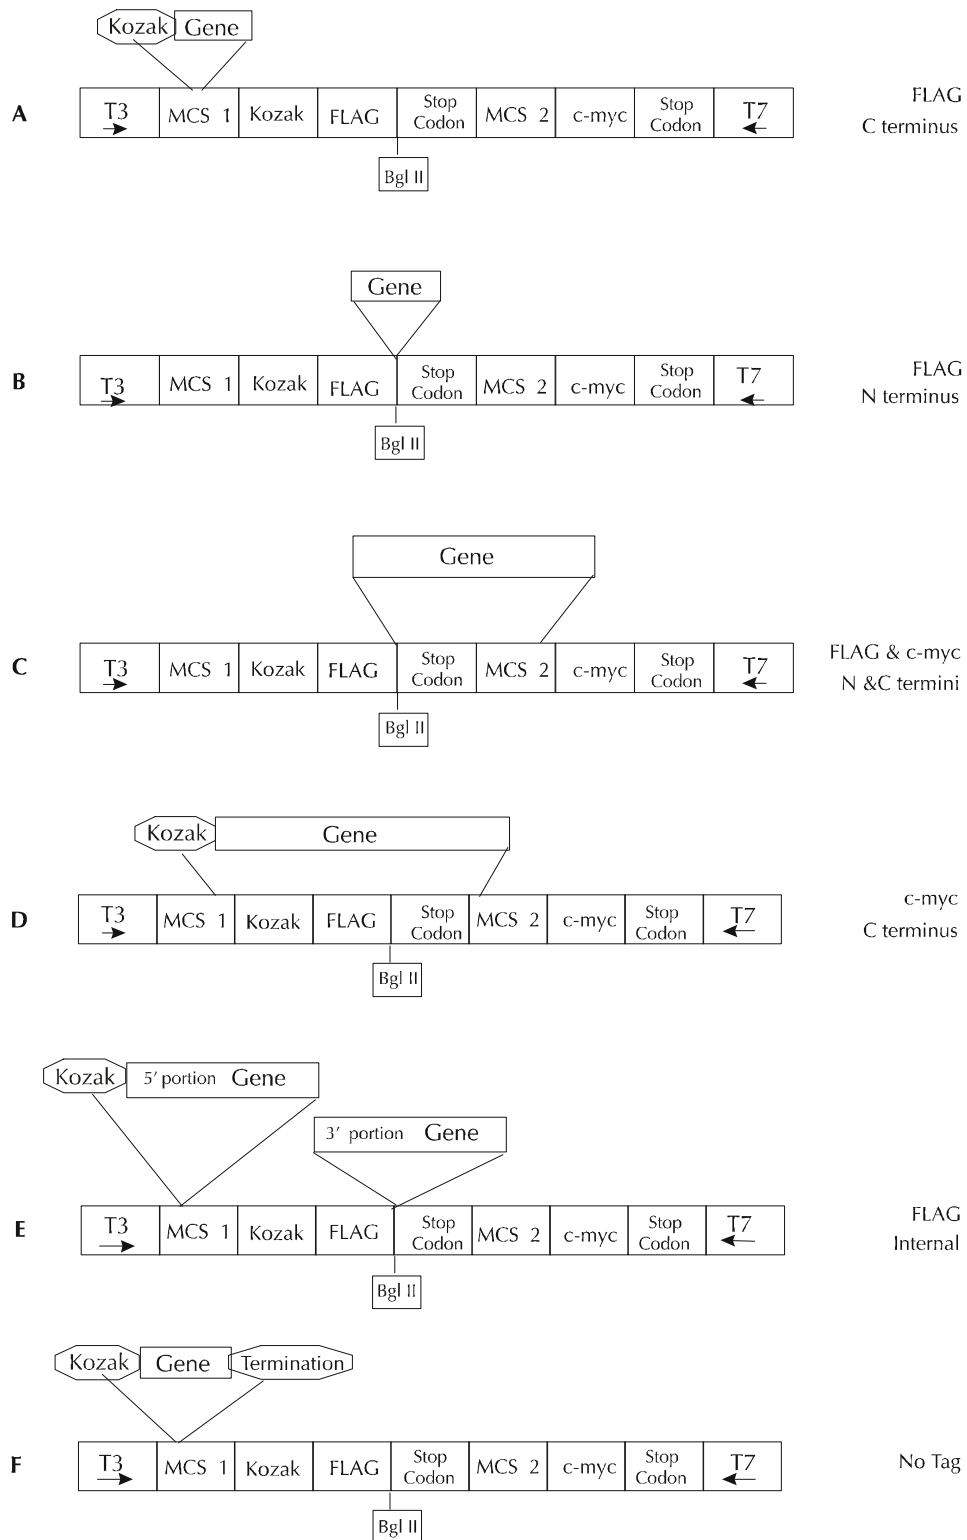 Kozak Gene
A T3 MCS 1 Kozak FLAG Stop Codon MCS 2 c-myc Stop Codon T7 FLAG
C terminus
Bgl II
Gene
B T3 MCS 1 Kozak FLAG Stop Codon MCS 2 c-myc Stop Codon T7 FLAG
N terminus
Bgl II
Gene
C T3 MCS 1 Kozak FLAG Stop Codon MCS 2 c-myc Stop Codon T7 FLAG & c-myc
N &C termini
Bgl II
Kozak Gene
D T3 MCS 1 Kozak FLAG Stop Codon MCS 2 c-myc Stop Codon T7 c-myc
C terminus
Bgl II
Kozak 5' portion Gene
3' portion Gene
E T3 MCS 1 Kozak FLAG Stop Codon MCS 2 c-myc Stop Codon T7 FLAG
Internal
Bgl II
Kozak Gene Termination
F T3 MCS 1 Kozak FLAG Stop Codon MCS 2 c-myc Stop Codon T7 No Tag
Bgl II